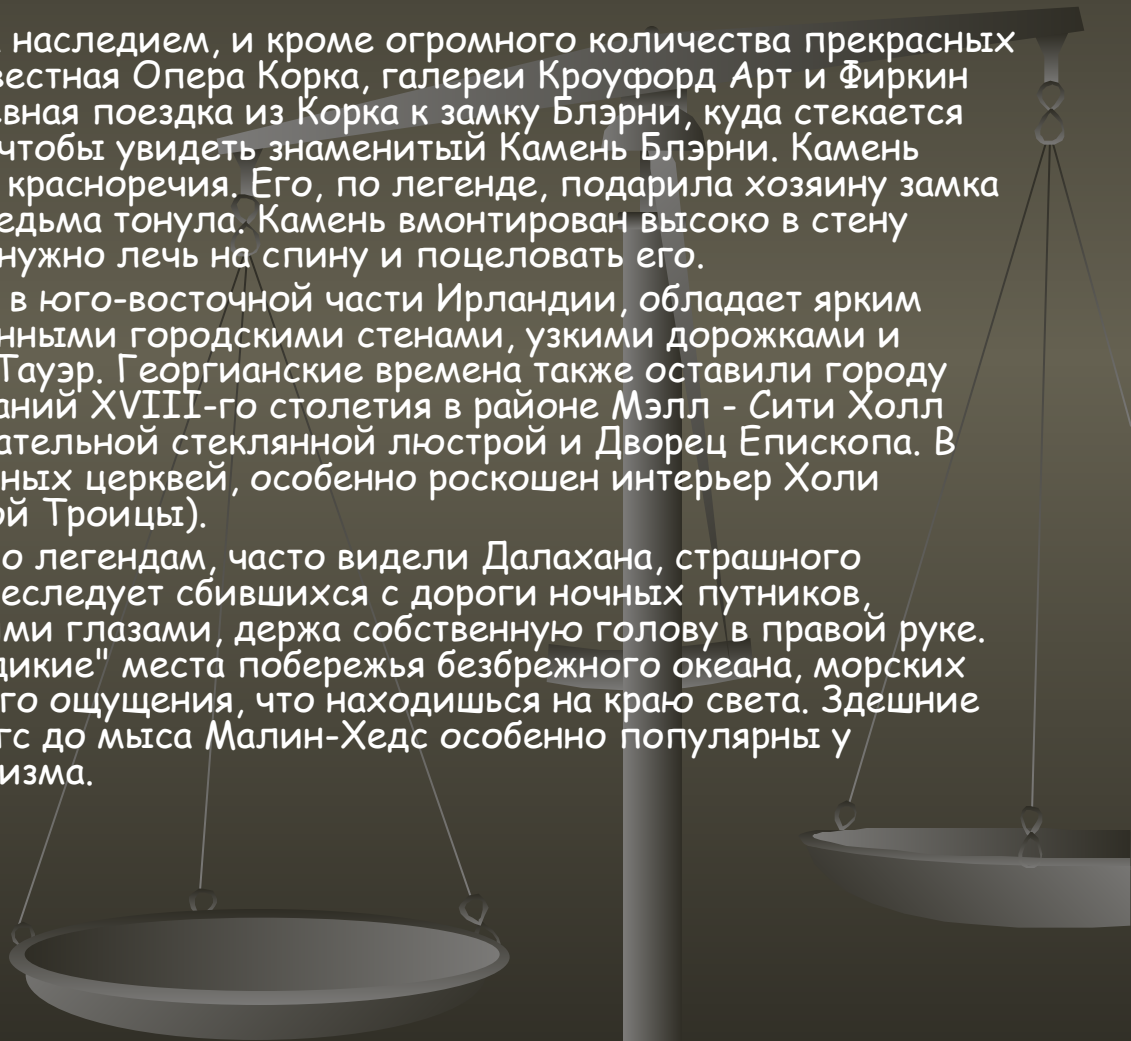 наследием, и кроме огромного количества прекрасных
вестная Опера Корка, галереи Кроуфорд Арт и Фиркин
вная поездка из Корка к замку Блэрни, куда стекается
чтобы увидеть знаменитый Камень Блэрни. Камень
красноречия. Его, по легенде, подарила хозяину замка
едьма тонула. Камень вмонтирован высоко в стену
нужно лечь на спину и поцеловать его.
в юго-восточной части Ирландии, обладает ярким
нными городскими стенами, узкими дорожками и
Тауэр. Георгианские времена также оставили городу
аний XVIII-го столетия в районе Мэлл - Сити Холл
ательной стеклянной люстрой и Дворец Епископа. В
ных церквей, особенно роскошен интерьер Холи
ой Троицы).
о легендам, часто видели Далахана, страшного
еследует сбившихся с дороги ночных путников,
ми глазами, держа собственную голову в правой руке.
дикие" места побережья безбрежного океана, морских
го ощущения, что находишься на краю света. Здешние
гс до мыса Малин-Хедс особенно популярны у
изма.